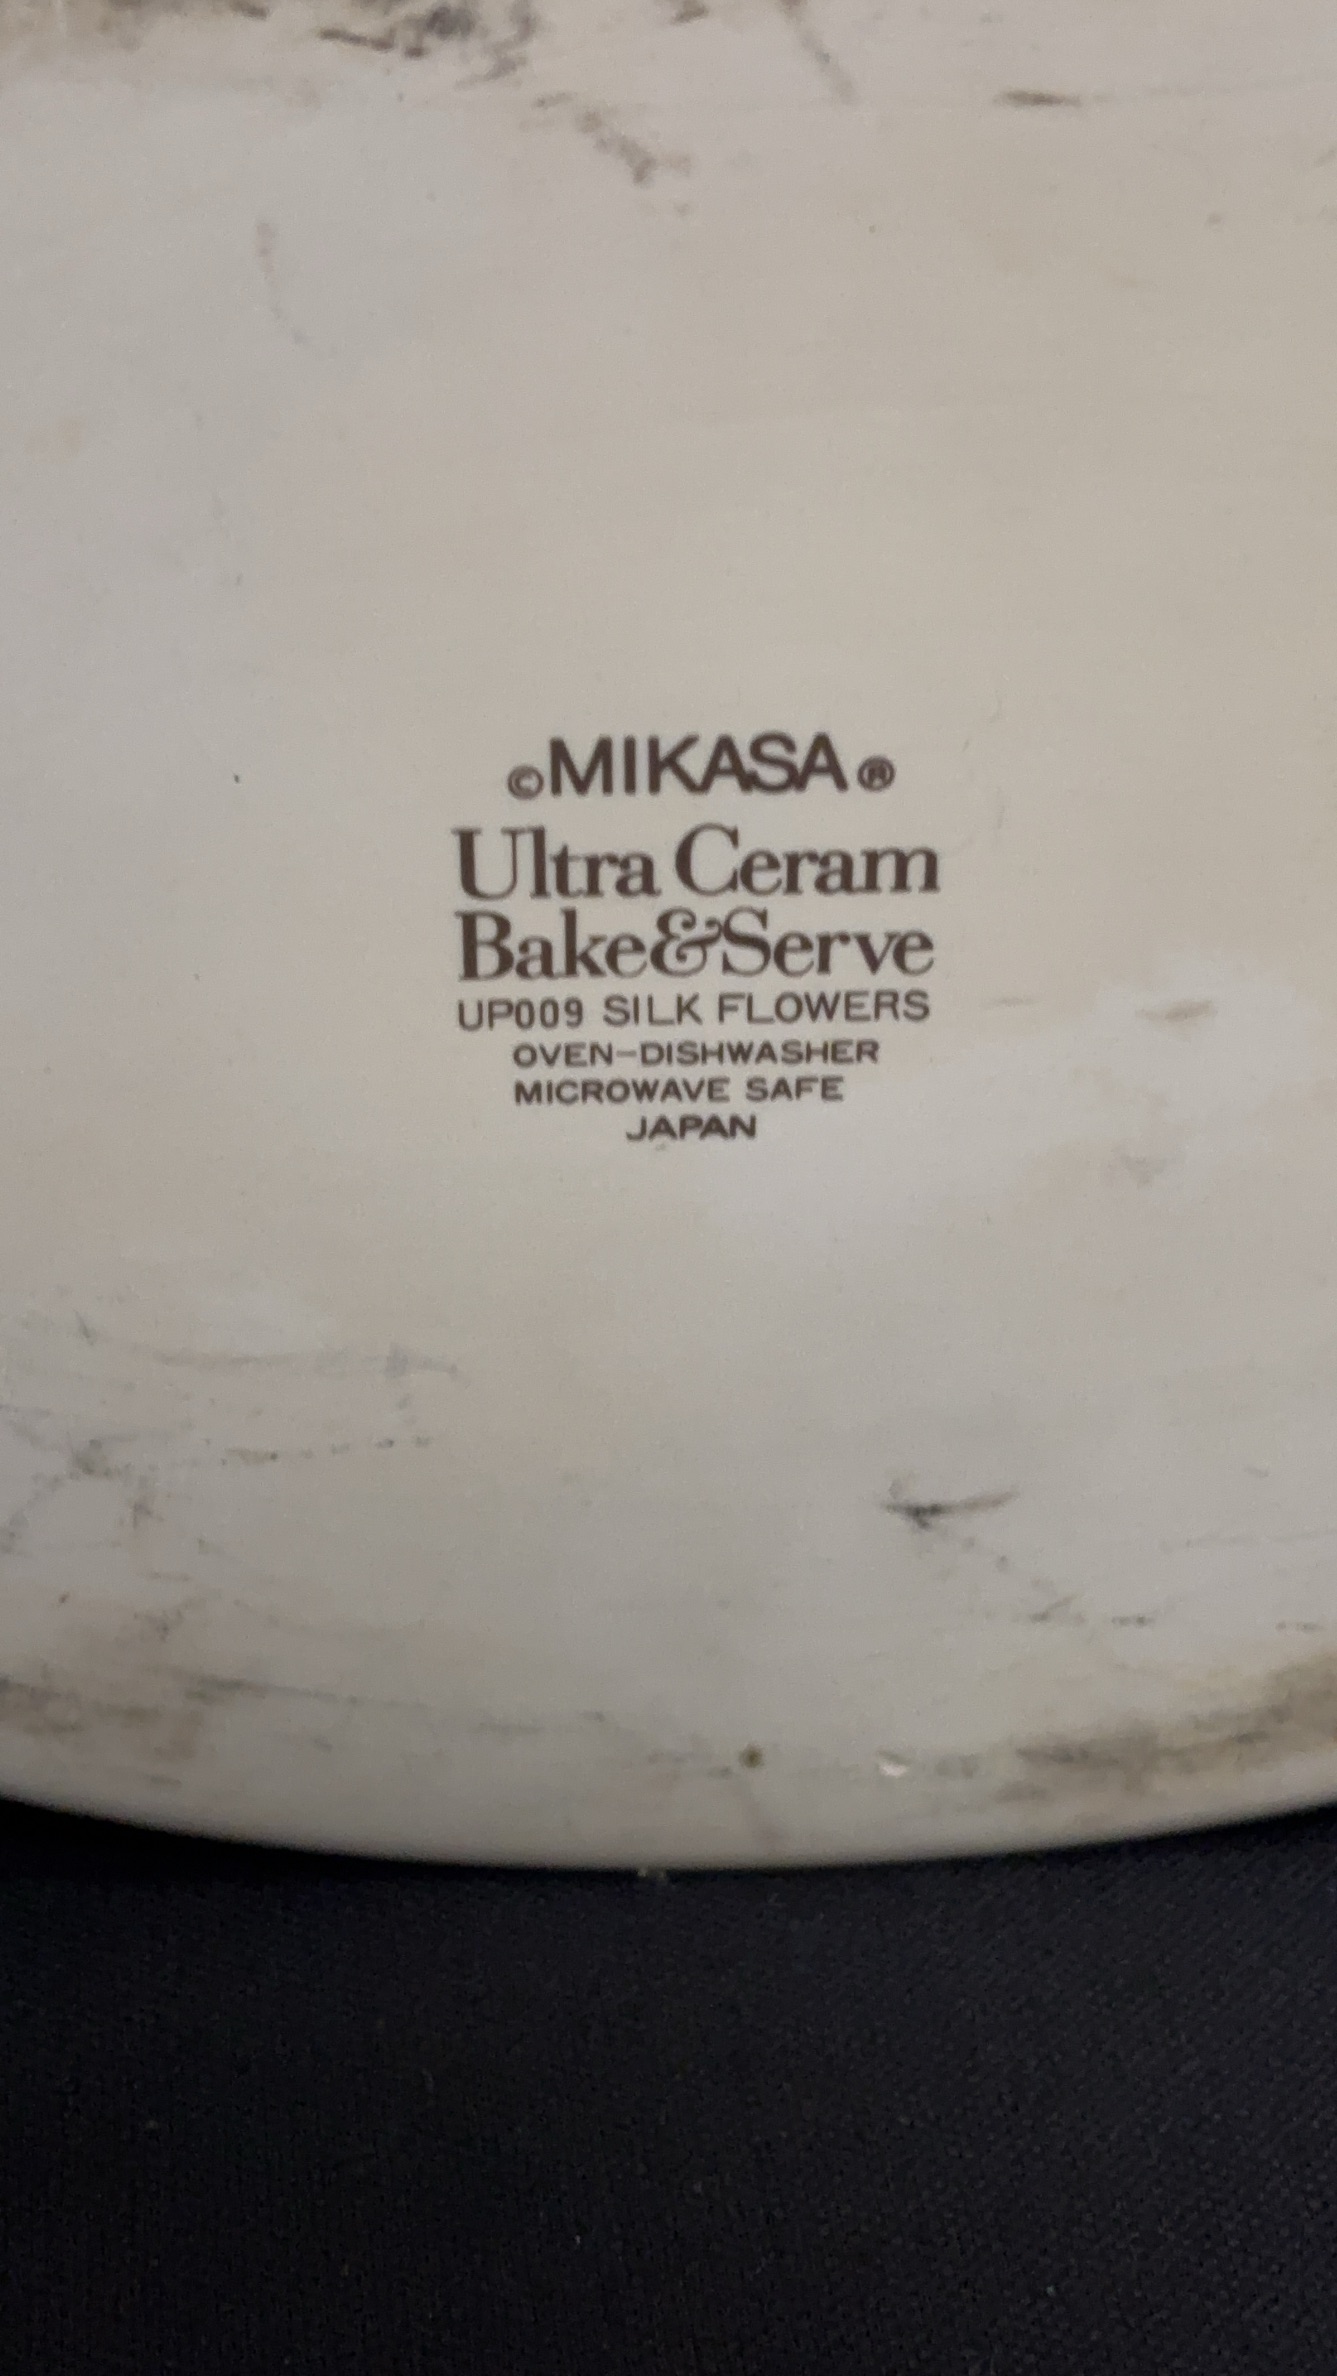 ©MIKASA®
Ultra Ceram
Bake&Serve
UP009 SILK FLOWERS
OVEN-DISHWASHER
MICROWAVE SAFE
JAPAN